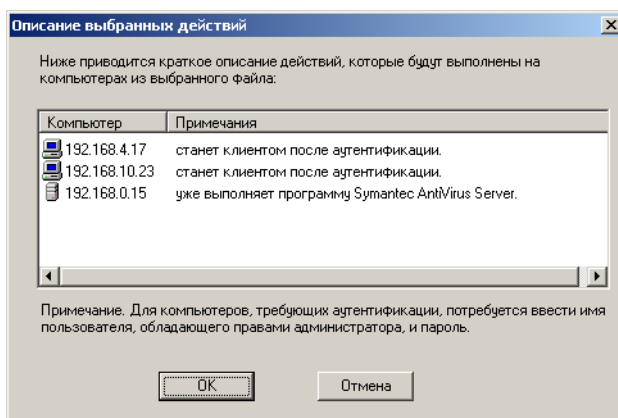 Описание выбранных действий
Ниже приводится краткое описание действий, которые будут выполнены на
компьютерах из выбранного файла:
Компьютер Примечания
192.168.4.17 станет клиентом после аутентификации.
192.168.10.23 станет клиентом после аутентификации.
192.168.0.15 уже выполняет программу Symantec AntiVirus Server.
Примечание. Для компьютеров, требующих аутентификации, потребуется ввести имя
пользователя, обладающего правами администратора, и пароль.
OK Отмена